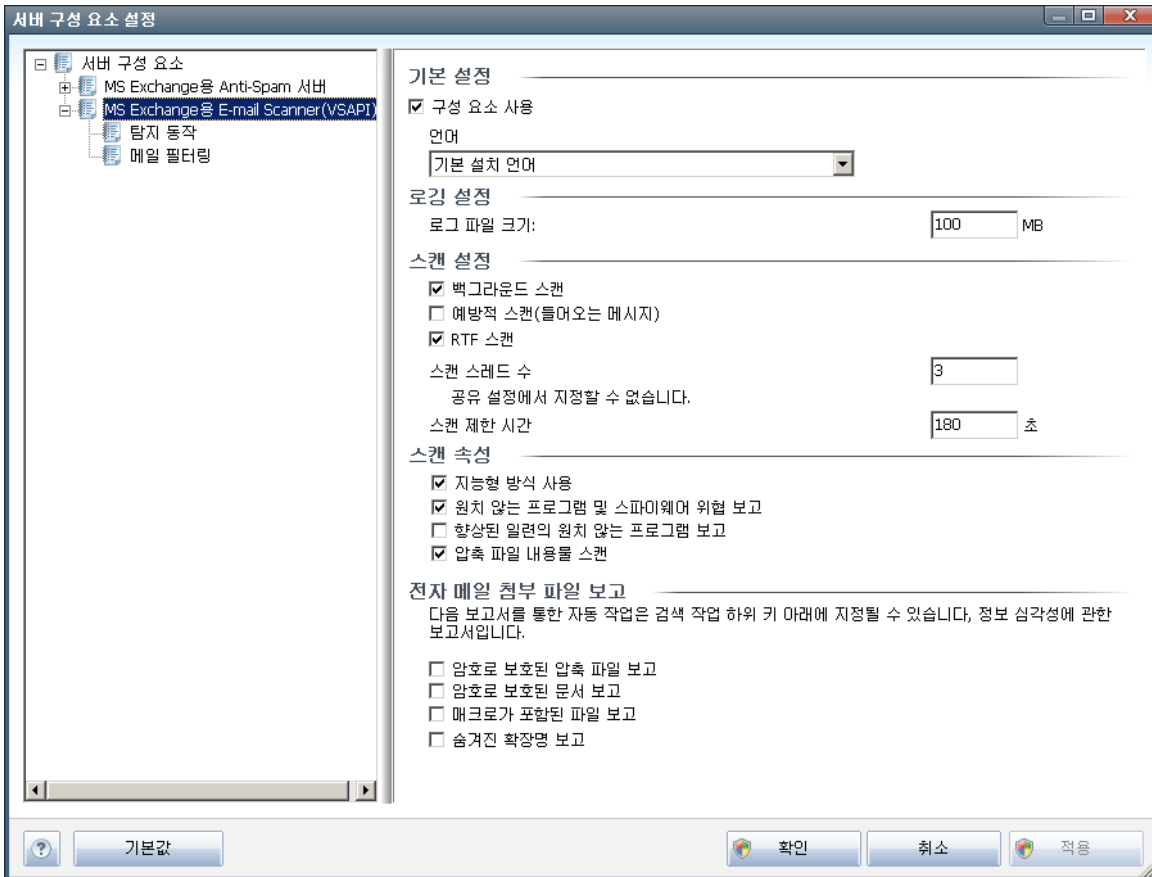 서버 구성 요소 설정
서버 구성 요소
MS Exchange용 Anti-Spam 서버
MS Exchange용 E-mail Scanner(VSAPI)
탐지 동작
메일 필터링
기본 설정
구성 요소 사용
언어
기본 설치 언어
로깅 설정
로그 파일 크기:
100 MB
스캔 설정
백그라운드 스캔
예방적 스캔(들어오는 메시지)
RTF 스캔
스캔 스레드 수
3
공유 설정에서 지정할 수 없습니다.
스캔 제한 시간
180 초
스캔 속성
지능형 방식 사용
원치 않는 프로그램 및 스파이웨어 위협 보고
향상된 일련의 원치 않는 프로그램 보고
압축 파일 내용물 스캔
전자 메일 첨부 파일 보고
다음 보고서를 통한 자동 작업은 검색 작업 하위 키 아래에 지정될 수 있습니다, 정보 심각성에 관한
보고서입니다.
암호로 보호된 압축 파일 보고
암호로 보호된 문서 보고
매크로가 포함된 파일 보고
숨겨진 확장명 보고
기본값
확인
취소
적용